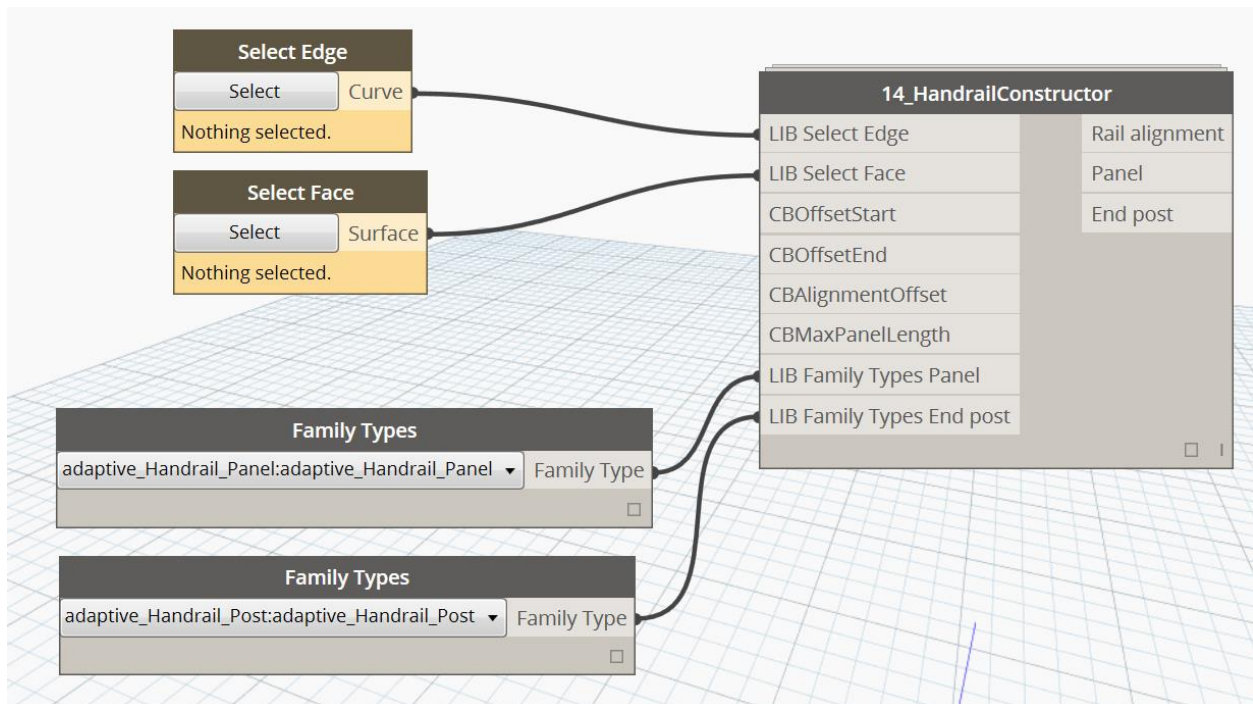 Select Edge
Select Curve
Nothing selected.
Select Face
Select Surface
Nothing selected.
Family Types
adaptive_Handrail_Panel:adaptive_Handrail_Panel Family Type
Family Types
adaptive_Handrail_Post:adaptive_Handrail_Post Family Type
14_HandrailConstructor
LIB Select Edge Rail alignment
LIB Select Face Panel
CBOffsetStart End post
CBOffsetEnd
CBAlignmentOffset
CBMaxPanelLength
LIB Family Types Panel
LIB Family Types End post